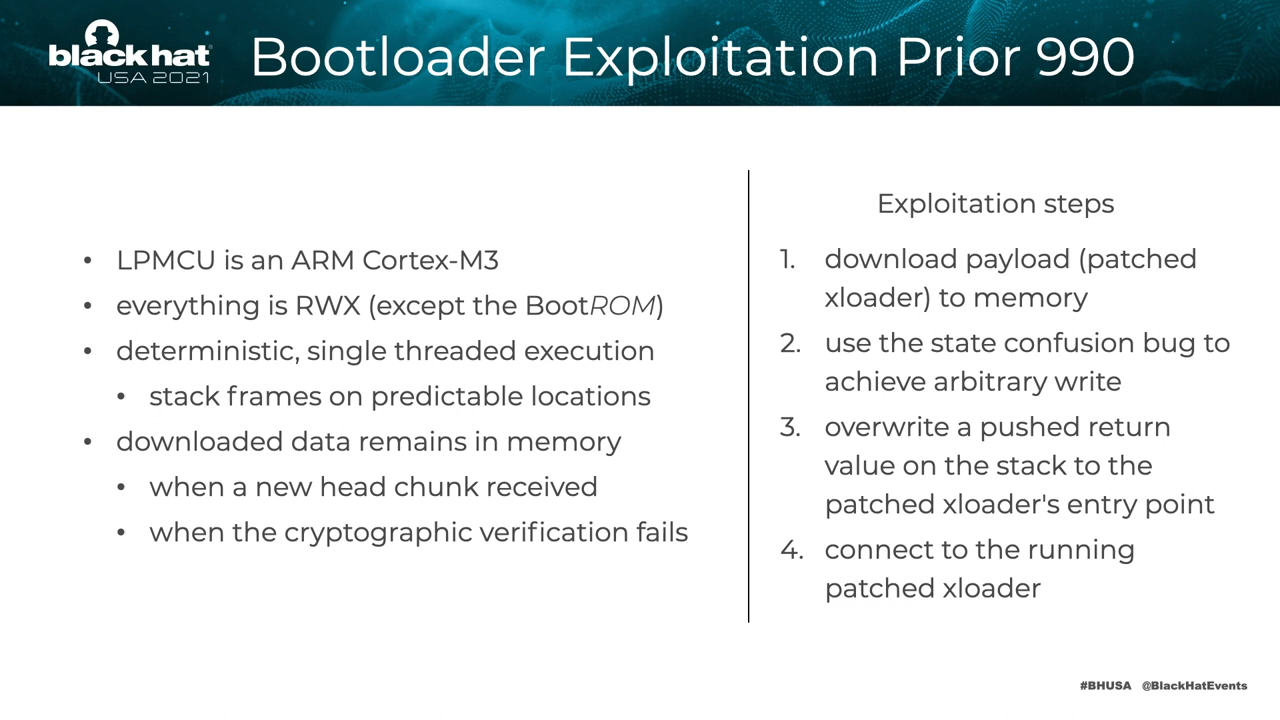 black hat
USA 2021
Bootloader Exploitation Prior 990
• LPMCU is an ARM Cortex-M3
• everything is RWX (except the BootROM)
• deterministic, single threaded execution
• stack frames on predictable locations
• downloaded data remains in memory
• when a new head chunk received
• when the cryptographic verification fails
Exploitation steps
1. download payload (patched
xloader) to memory
2. use the state confusion bug to
achieve arbitrary write
3. overwrite a pushed return
value on the stack to the
patched xloader's entry point
4. connect to the running
patched xloader
#BHUSA @BlackHatEvents